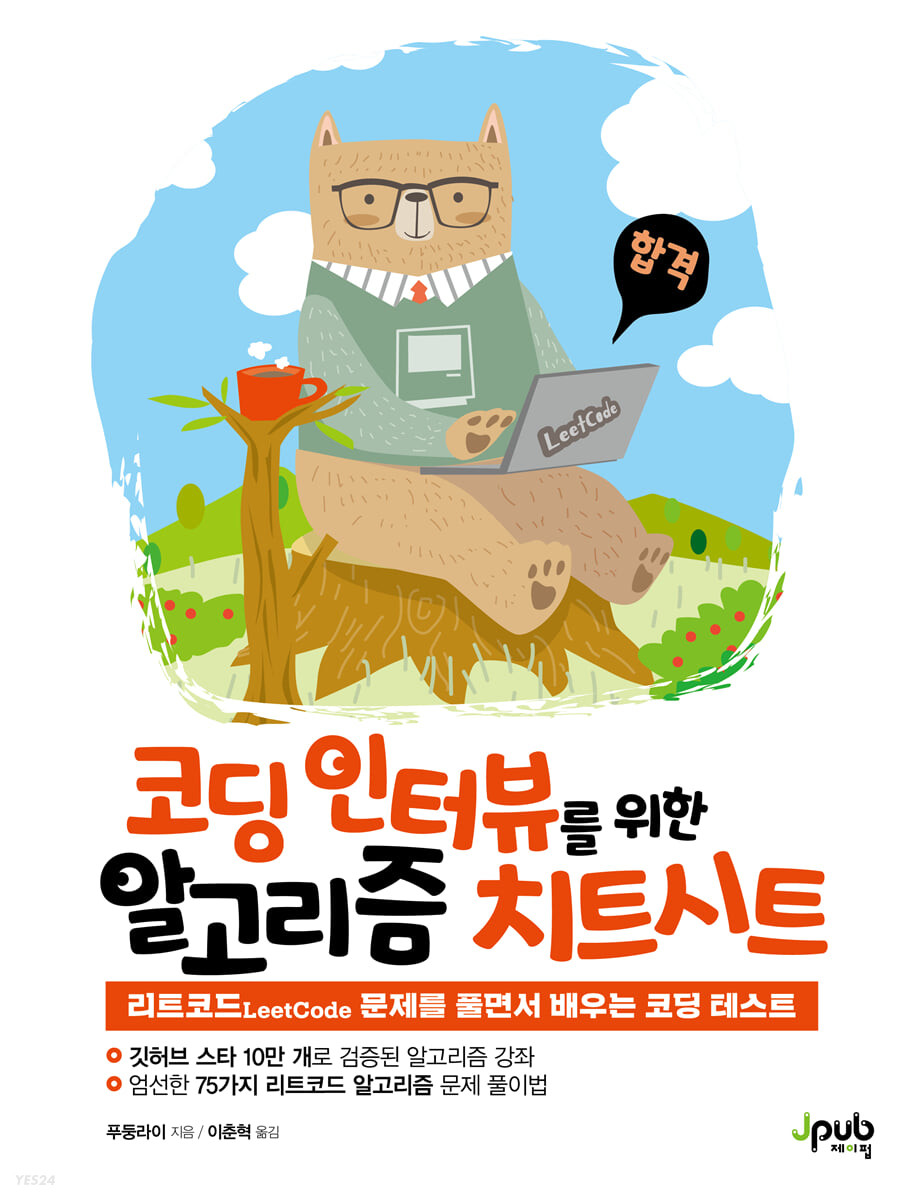 합격
LeetCode
코딩 인터뷰를 위한
알고리즘 치트시트
리트코드LeetCode 문제를 풀면서 배우는 코딩 테스트
깃허브 스타 10만 개로 검증된 알고리즘 강좌
엄선한 75가지 리트코드 알고리즘 문제 풀이법
푸둥라이 지음 / 이춘혁 옮김
Jpub
제이펍
YES24